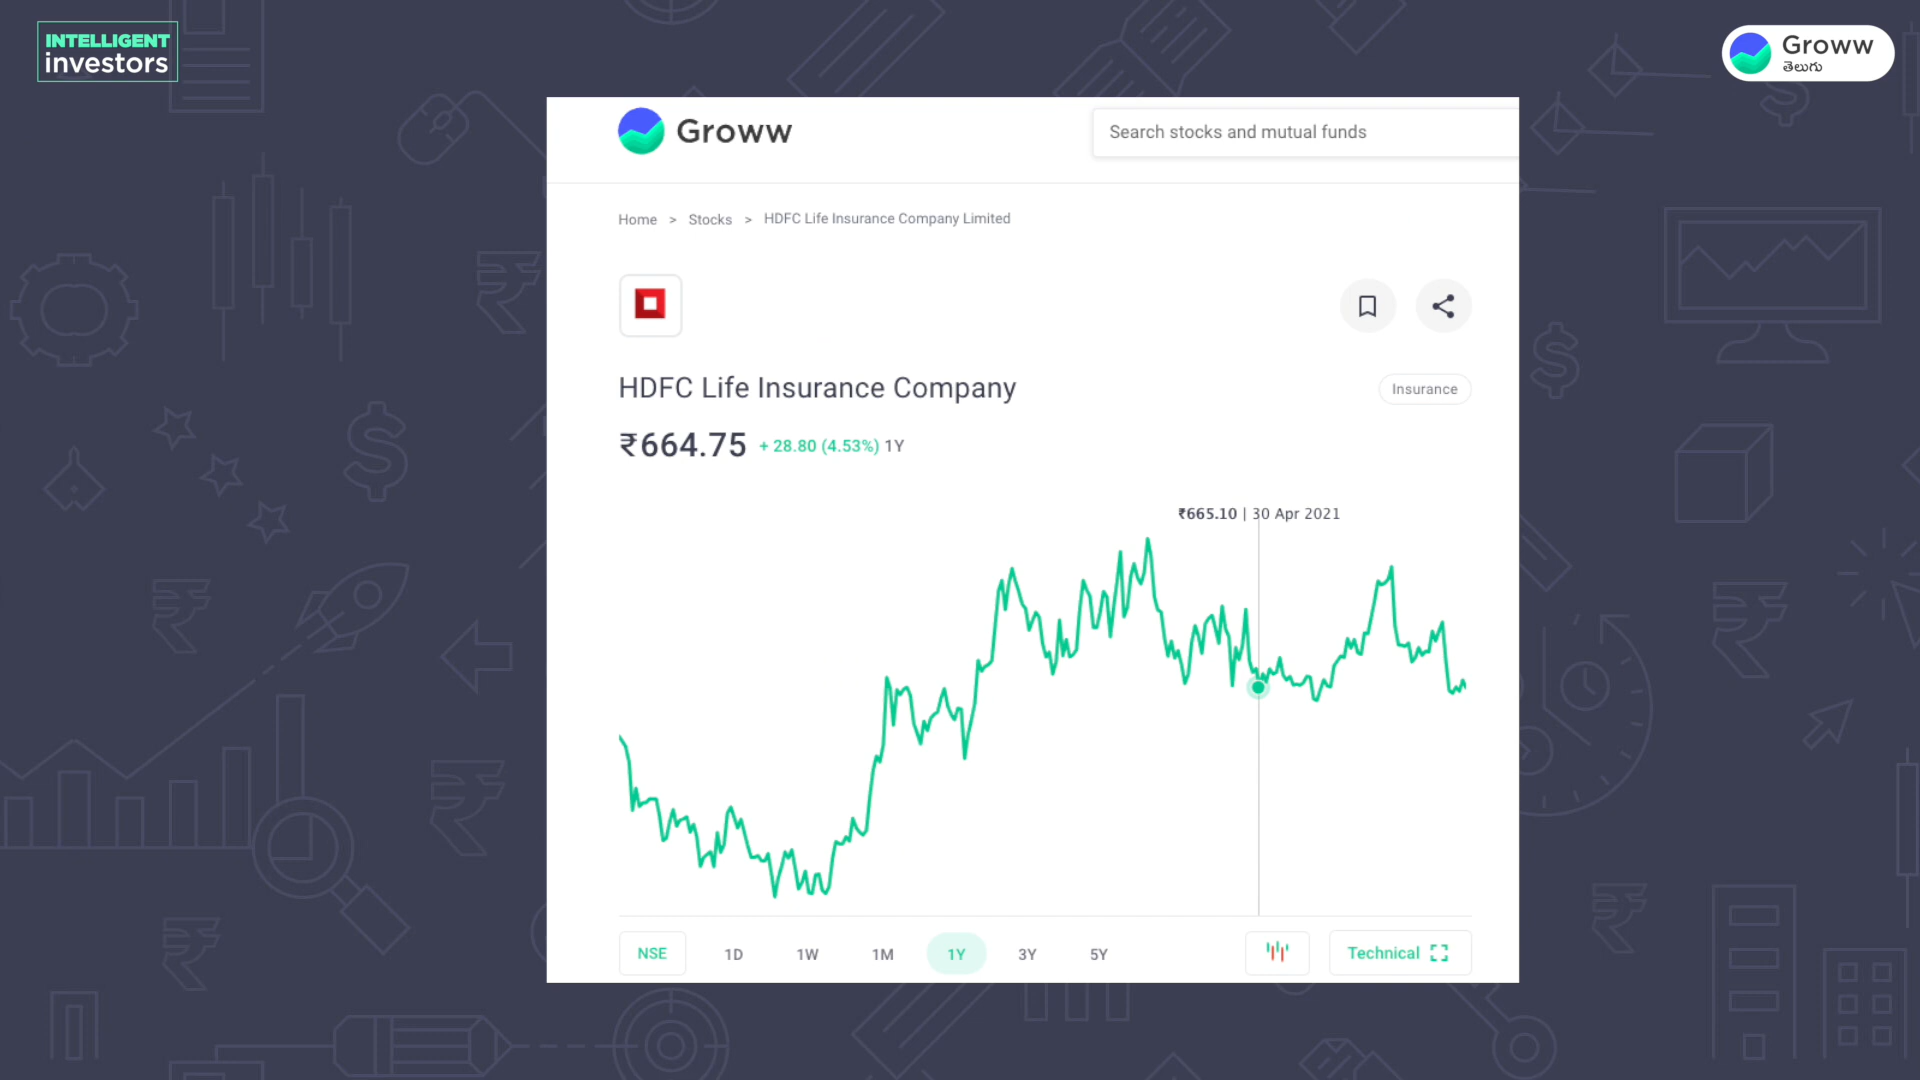 INTELLIGENT
investors
Groww
తెలుగు
Groww
Search stocks and mutual funds
Home > Stocks > HDFC Life Insurance Company Limited
HDFC Life Insurance Company
Insurance
₹664.75 + 28.80 (4.53%) 1Y
₹665.10 | 30 Apr 2021
NSE 1D 1W 1M 1Y 3Y 5Y Technical